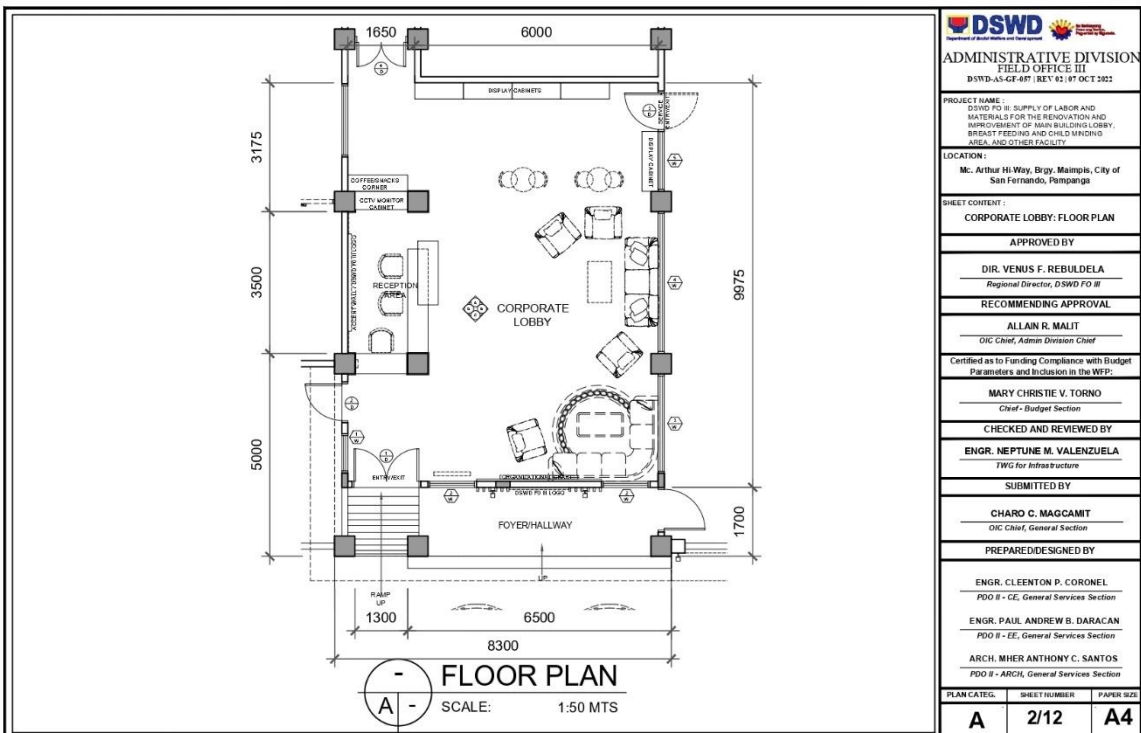 1650
6000
DISPLAY CABINETS
SERVICE
ENTRY/EXIT
DISPLAY CABINET
3175
COFFEE/SNACKS
CORNER
CCTV MONITOR
CABINET
3500
RECEPTION
AREA
CORPORATE
LOBBY
9975
5000
ENTRY/EXIT
DSWD FO III LOGO
FOYER/HALLWAY
1700
RAMP
UP
UP
1300
6500
8300
-
A
-
FLOOR PLAN
SCALE: 1:50 MTS
DSWD
Department of Social Welfare and Development
ADMINISTRATIVE DIVISION
FIELD OFFICE III
DSWD-AS-GF-057 | REV 02 | 07 OCT 2022
PROJECT NAME :
DSWD FO III: SUPPLY OF LABOR AND
MATERIALS FOR THE RENOVATION AND
IMPROVEMENT OF MAIN BUILDING LOBBY,
BREAST FEEDING AND CHILD MINDING
AREA, AND OTHER FACILITY
LOCATION :
Mc. Arthur Hi-Way, Brgy. Maimpis, City of
San Fernando, Pampanga
SHEET CONTENT :
CORPORATE LOBBY: FLOOR PLAN
APPROVED BY
DIR. VENUS F. REBULDELA
Regional Director, DSWD FO III
RECOMMENDING APPROVAL
ALLAIN R. MALIT
OIC Chief, Admin Division Chief
Certified as to Funding Compliance with Budget
Parameters and Inclusion in the WFP:
MARY CHRISTIE V. TORNO
Chief - Budget Section
CHECKED AND REVIEWED BY
ENGR. NEPTUNE M. VALENZUELA
TWG for Infrastructure
SUBMITTED BY
CHARO C. MAGCAMIT
OIC Chief, General Section
PREPARED/DESIGNED BY
ENGR. CLEENTON P. CORONEL
PDO II - CE, General Services Section
ENGR. PAUL ANDREW B. DARACAN
PDO II - EE, General Services Section
ARCH. MHER ANTHONY C. SANTOS
PDO II - ARCH, General Services Section
PLAN CATEG. SHEET NUMBER PAPER SIZE
A 2/12 A4